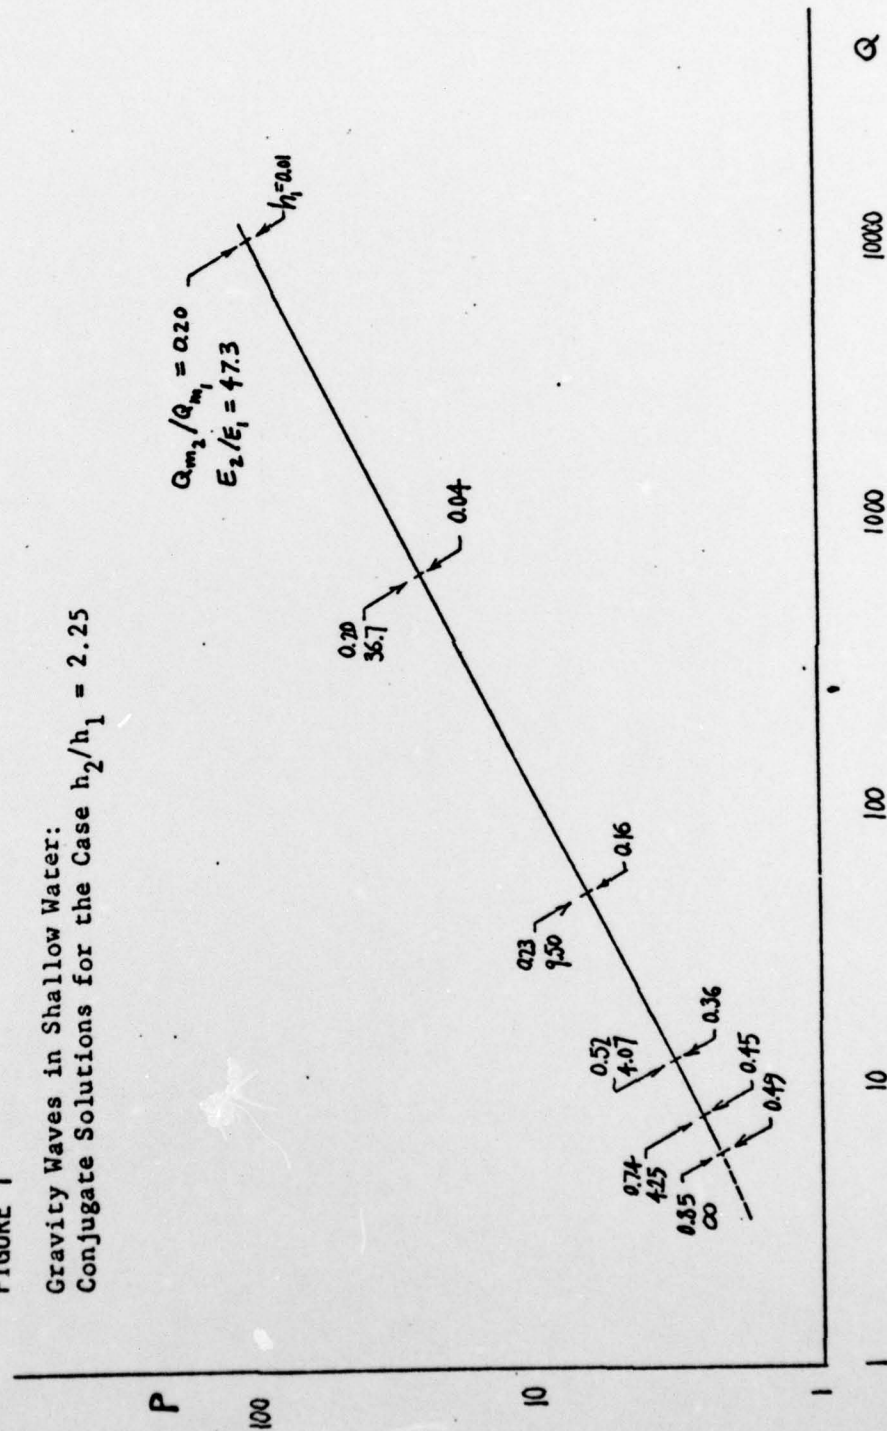 FIGURE 1
Gravity Waves in Shallow Water:
Conjugate Solutions for the Case h₂/h₁ = 2.25
P
100
10
1
Qm₂/Qm₁ = 0.20
E₂/E₁ = 47.3
h₁=0.01
0.20
36.7
0.04
0.23
9.50
0.16
0.52
4.07
0.36
0.74
4.25
0.45
0.85
∞
0.49
1
10
100
1000
10000
Q